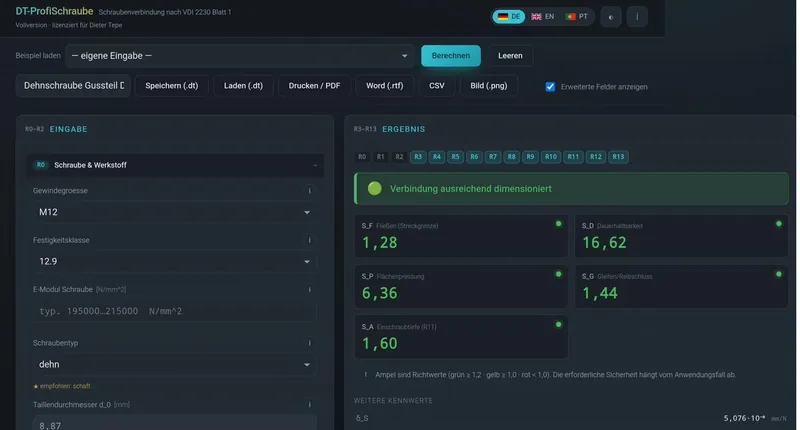 DT-ProfiSchraube Schraubenverbindung nach VDI 2230 Blatt 1
Vollversion · lizenziert für Dieter Tepe
DE EN PT
Beispiel laden — eigene Eingabe — Berechnen Leeren
Dehnschraube Gussteil D Speichern (.dt) Laden (.dt) Drucken / PDF Word (.rtf) CSV Bild (.png) Erweiterte Felder anzeigen
R0–R2 EINGABE
R0 Schraube & Werkstoff
Gewindegroesse i
M12
Festigkeitsklasse i
12.9
E-Modul Schraube [N/mm^2] i
typ. 195000…215000 N/mm^2
Schraubentyp i
dehn
★ empfohlen: schaft
Taillendurchmesser d_0 [mm] i
8,87
R3–R13 ERGEBNIS
R0 R1 R2 R3 R4 R5 R6 R7 R8 R9 R10 R11 R12 R13
Verbindung ausreichend dimensioniert
S_F Fließen (Streckgrenze)
1,28
S_D Dauerhaltbarkeit
16,62
S_P Flächenpressung
6,36
S_G Gleiten/Reibschluss
1,44
S_A Einschraubtiefe (R11)
1,60
! Ampel sind Richtwerte (grün ≥ 1,2 · gelb ≥ 1,0 · rot < 1,0). Die erforderliche Sicherheit hängt vom Anwendungsfall ab.
WEITERE KENNWERTE
δ_S 5,076·10⁻⁶ mm/N